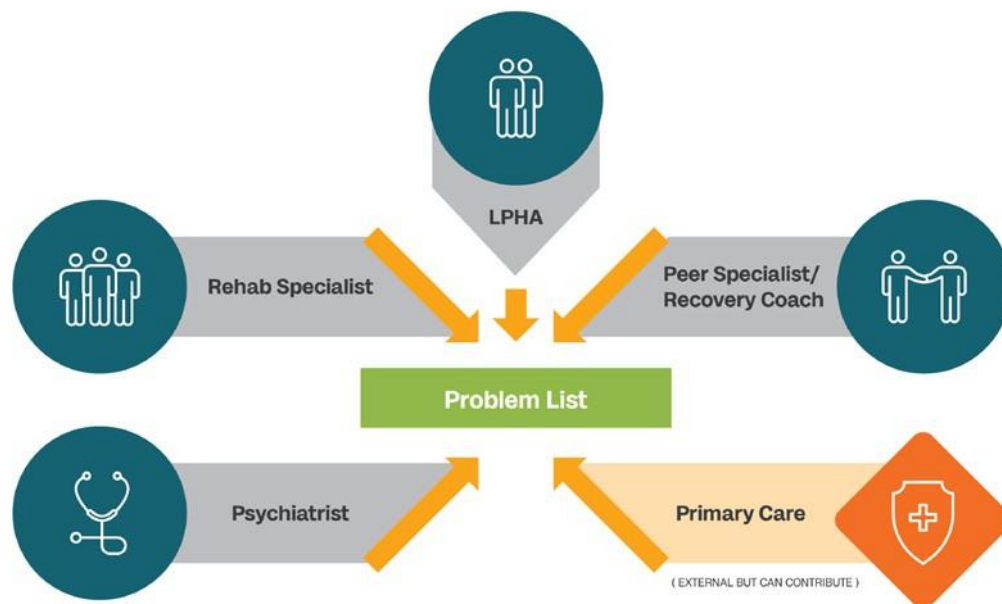 LPHA
Rehab Specialist
Peer Specialist/
Recovery Coach
Problem List
Psychiatrist
Primary Care
( EXTERNAL BUT CAN CONTRIBUTE )